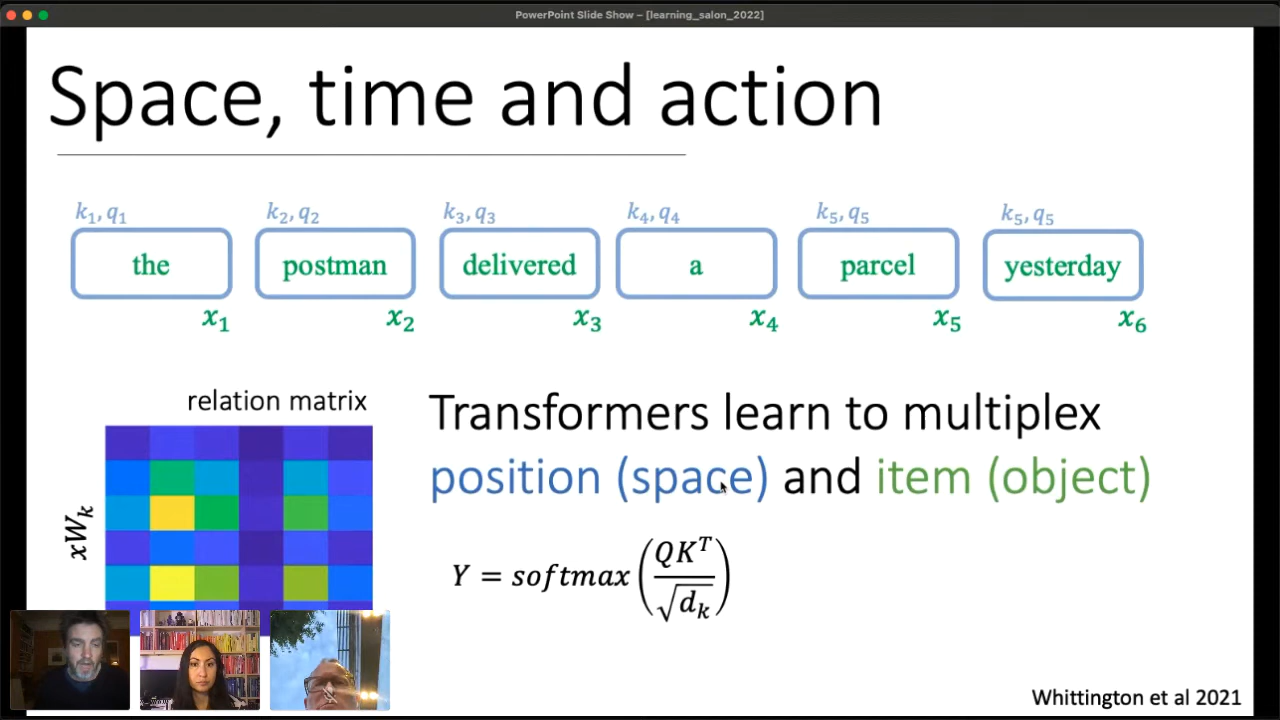 PowerPoint Slide Show – [learning_salon_2022]
Space, time and action
k₁, q₁ k₂, q₂ k₃, q₃ k₄, q₄ k₅, q₅ k₅, q₅
the postman delivered a parcel yesterday
x₁ x₂ x₃ x₄ x₅ x₆
relation matrix
xWₖ
Transformers learn to multiplex
position (space) and item (object)
Y = softmax(QKᵀ/√dₖ)
Whittington et al 2021